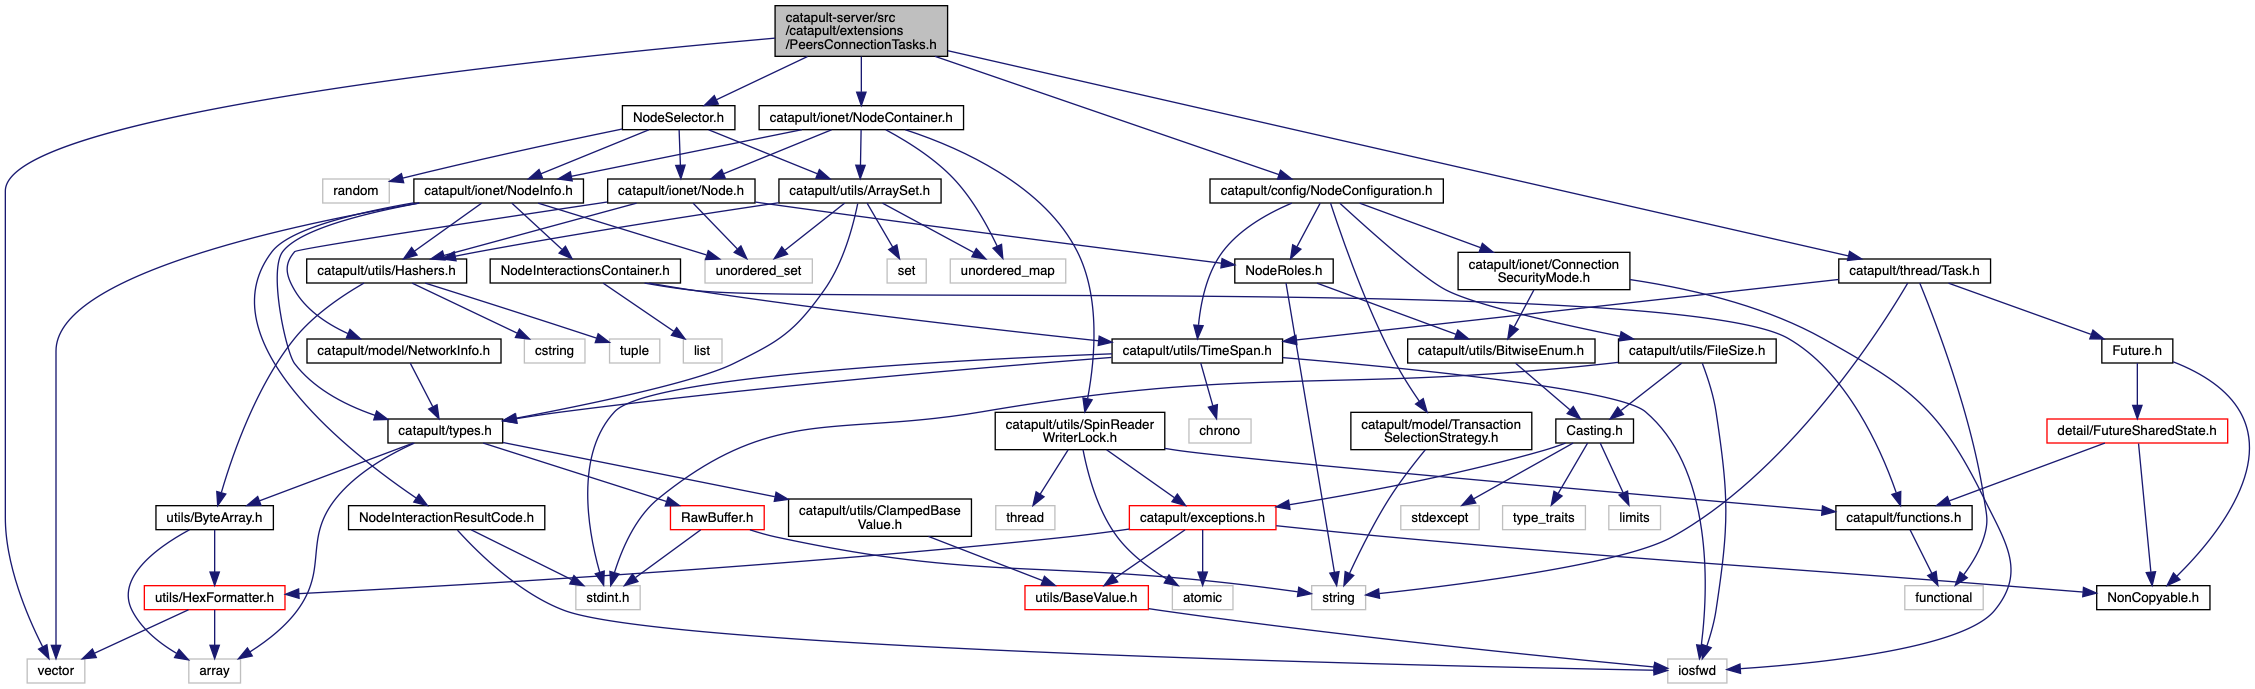 catapult-server/src
/catapult/extensions
/PeersConnectionTasks.h
NodeSelector.h
catapult/ionet/NodeContainer.h
random
catapult/ionet/NodeInfo.h
catapult/ionet/Node.h
catapult/utils/ArraySet.h
catapult/config/NodeConfiguration.h
catapult/utils/Hashers.h
NodeInteractionsContainer.h
unordered_set
set
unordered_map
NodeRoles.h
catapult/ionet/Connection
SecurityMode.h
catapult/thread/Task.h
catapult/model/NetworkInfo.h
cstring
tuple
list
catapult/utils/TimeSpan.h
catapult/utils/BitwiseEnum.h
catapult/utils/FileSize.h
Future.h
catapult/types.h
catapult/utils/SpinReader
WriterLock.h
chrono
catapult/model/Transaction
SelectionStrategy.h
Casting.h
detail/FutureSharedState.h
utils/ByteArray.h
NodeInteractionResultCode.h
RawBuffer.h
catapult/utils/ClampedBase
Value.h
thread
catapult/exceptions.h
stdexcept
type_traits
limits
catapult/functions.h
utils/HexFormatter.h
stdint.h
utils/BaseValue.h
atomic
string
functional
NonCopyable.h
vector
array
iosfwd